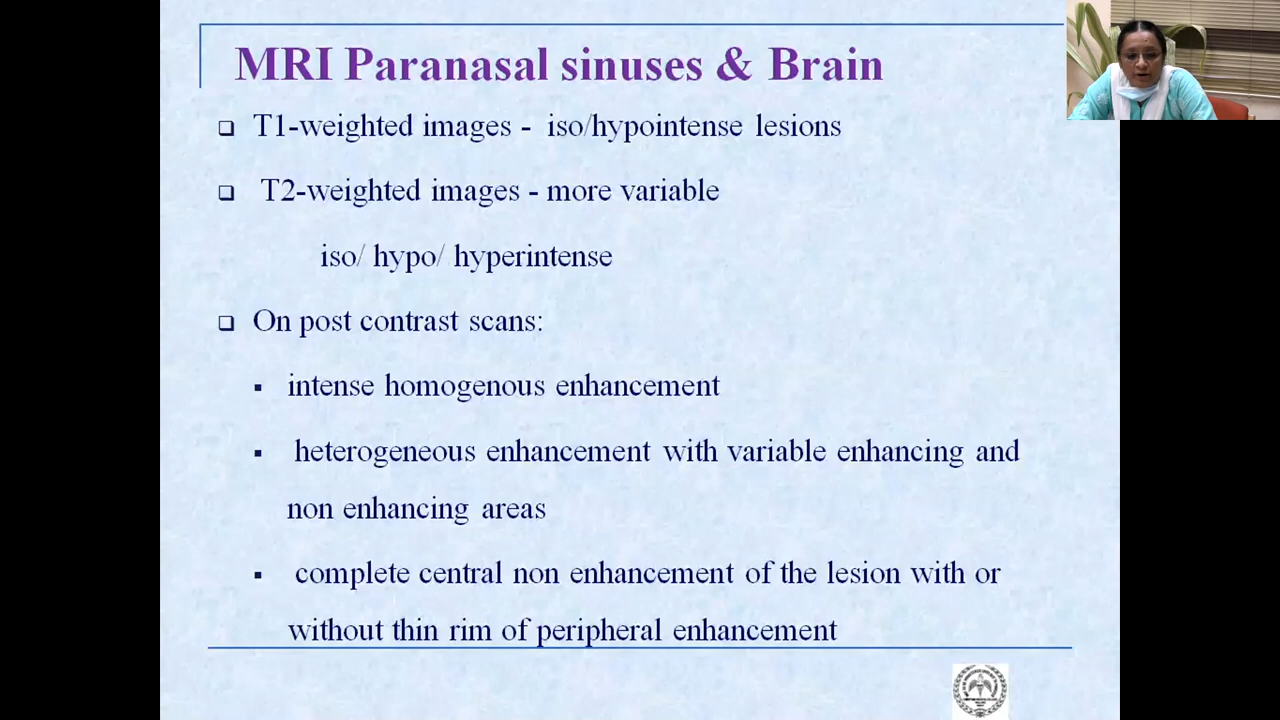 MRI Paranasal sinuses & Brain
❑ T1-weighted images - iso/hypointense lesions
❑ T2-weighted images - more variable
iso/ hypo/ hyperintense
❑ On post contrast scans:
▪ intense homogenous enhancement
▪ heterogeneous enhancement with variable enhancing and
non enhancing areas
▪ complete central non enhancement of the lesion with or
without thin rim of peripheral enhancement